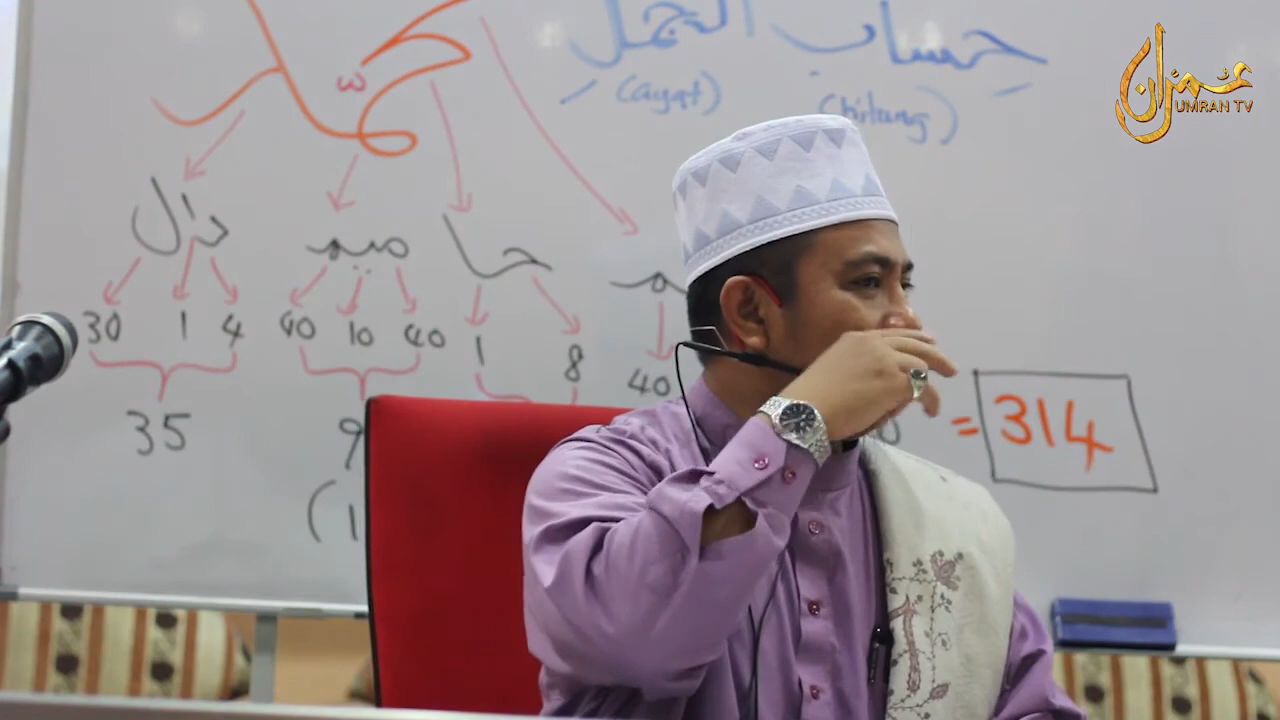 حساب الجمل
(ayat) (hitung)
محمد
دال ميم حا م
30 1 4 40 10 40 1 8 40
35 9
= 314
عمران
UMRAN TV